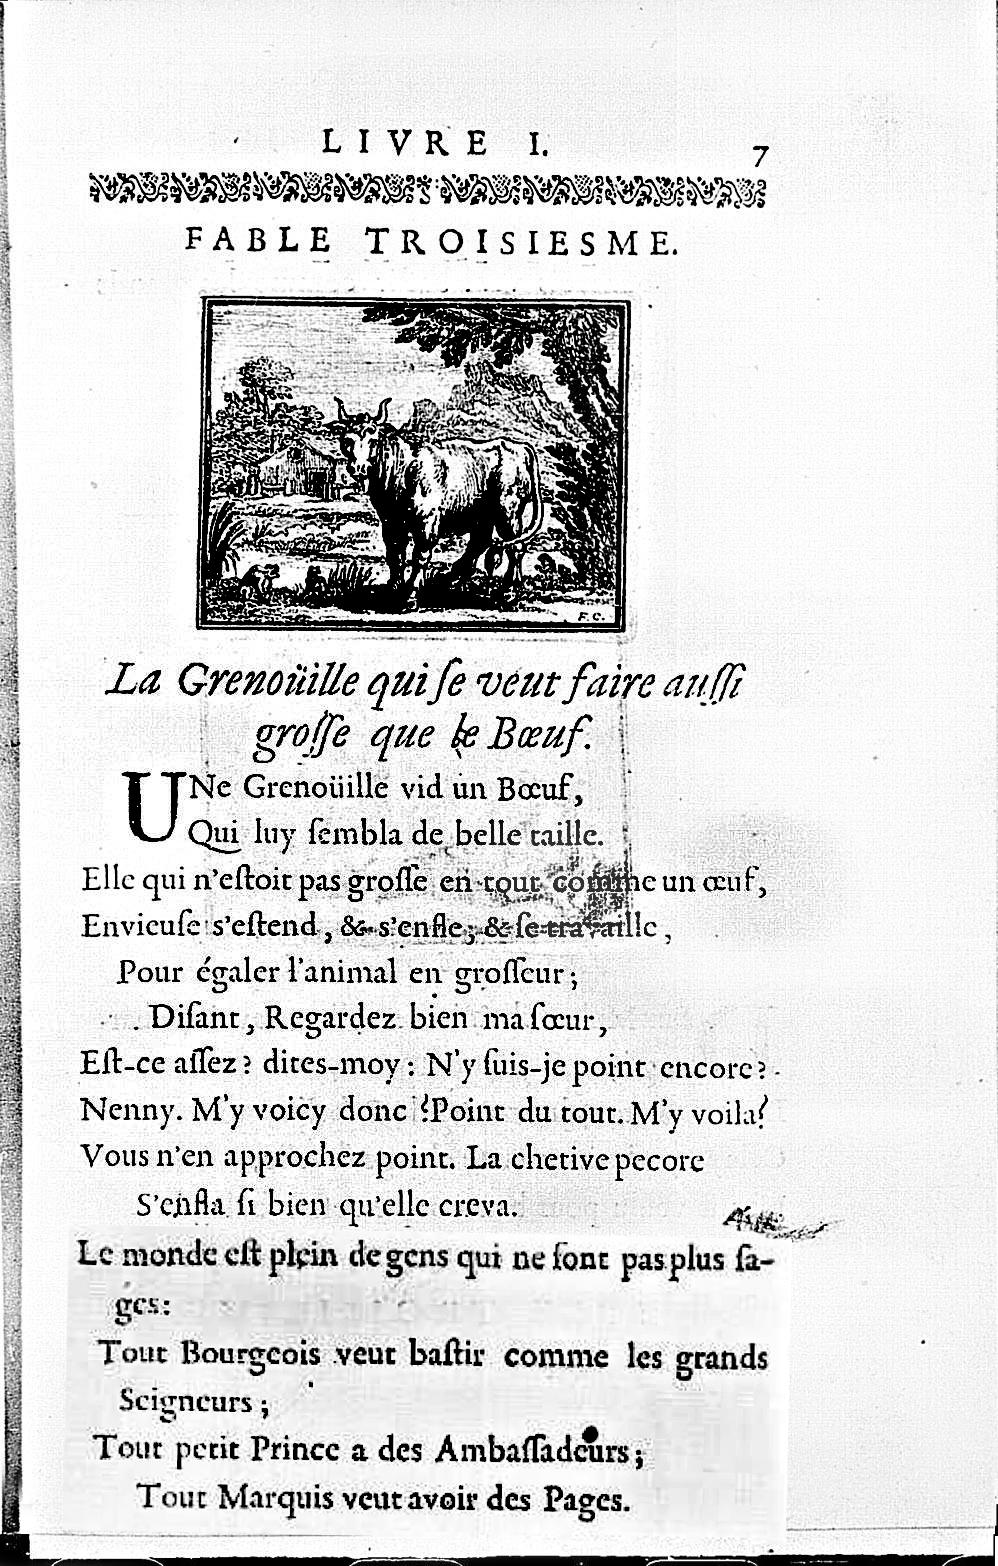 LIVRE I. 7
FABLE TROISIESME.
F. C.
La Grenoüille qui ſe veut faire auſſi
groſſe que le Bœuf.
UNe Grenoüille vid un Bœuf,
Qui luy ſembla de belle taille.
Elle qui n'eſtoit pas groſſe en tout comme un œuf,
Envieuſe s'eſtend, & s'enfle, & ſe travaille,
Pour égaler l'animal en groſſeur;
Diſant, Regardez bien ma ſœur,
Eſt-ce aſſez? dites-moy: N'y ſuis-je point encore?
Nenny. M'y voicy donc? Point du tout. M'y voila?
Vous n'en approchez point. La chetive pecore
S'enfla ſi bien qu'elle creva.
Le monde eſt plein de gens qui ne ſont pas plus ſa-
ges:
Tout Bourgeois veut baſtir comme les grands
Seigneurs;
Tout petit Prince a des Ambaſſadeurs;
Tout Marquis veut avoir des Pages.